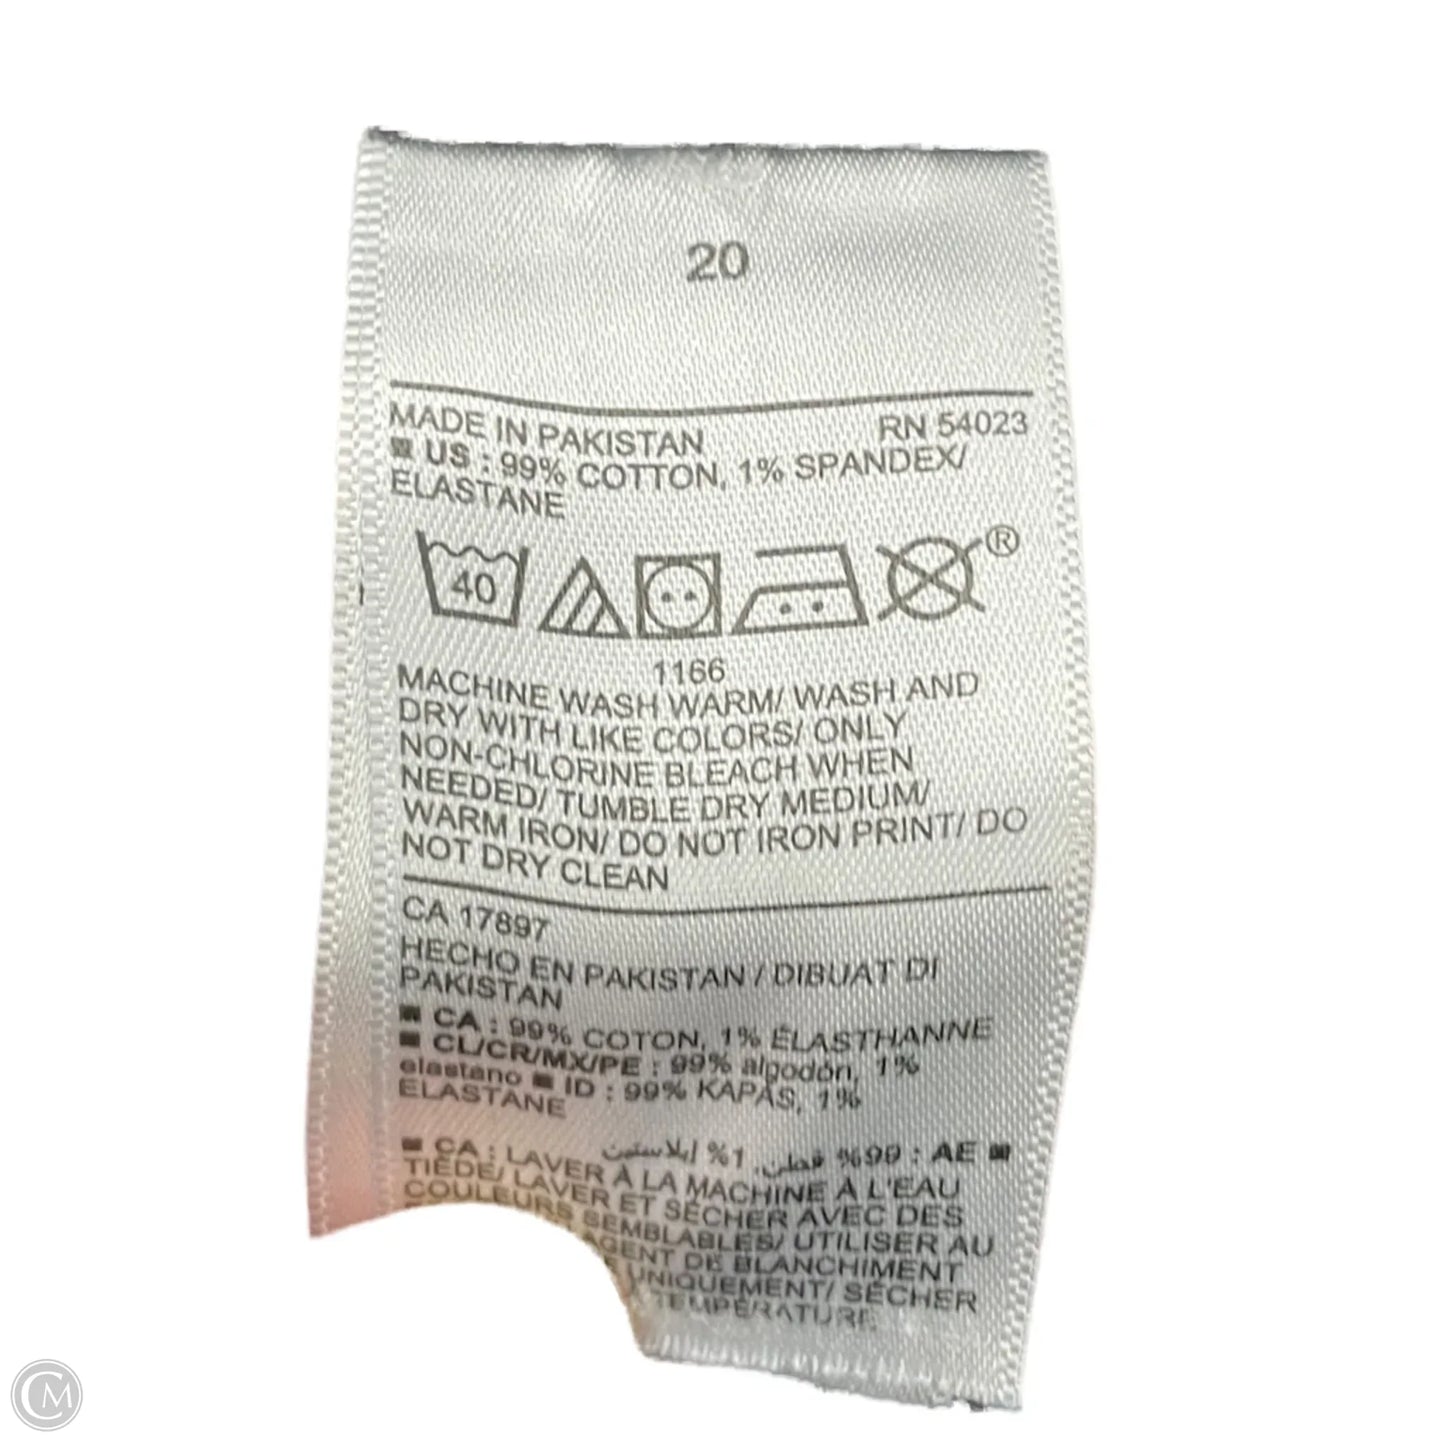 20
MADE IN PAKISTAN RN 54023
US : 99% COTTON, 1% SPANDEX/
ELASTANE
40 ®
1166
MACHINE WASH WARM/ WASH AND
DRY WITH LIKE COLORS/ ONLY
NON-CHLORINE BLEACH WHEN
NEEDED/ TUMBLE DRY MEDIUM/
WARM IRON/ DO NOT IRON PRINT/ DO
NOT DRY CLEAN
CA 17897
HECHO EN PAKISTAN / DIBUAT DI
PAKISTAN
CA : 99% COTON, 1% ÉLASTHANNE
CL/CR/MX/PE : 99% algodón, 1%
elastano ID : 99% KAPAS, 1%
ELASTANE
AE : 99% قطن, 1% ايلاستين
CA : LAVER À LA MACHINE À L'EAU
TIÈDE/ LAVER ET SÉCHER AVEC DES
COULEURS SEMBLABLES/ UTILISER AU
AGENT DE BLANCHIMENT
UNIQUEMENT/ SÉCHER
TEMPÉRATURE
CM